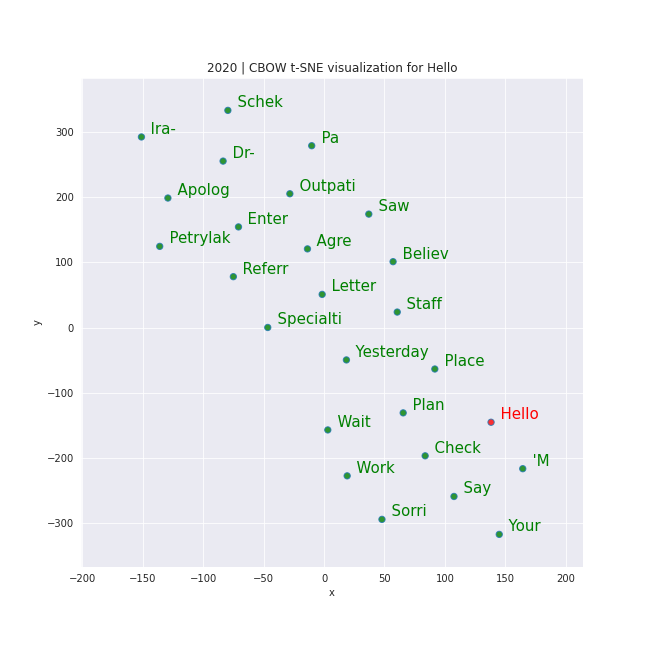 2020 | CBOW t-SNE visualization for Hello
Schek
Ira-
Pa
Dr-
Outpati
Apolog
Saw
Enter
Petrylak
Agre
Believ
Referr
Letter
Staff
Specialti
Yesterday
Place
Plan
Hello
Wait
Check
'M
Work
Say
Sorri
Your
300
200
100
0
−100
−200
−300
y
−200 −150 −100 −50 0 50 100 150 200
x